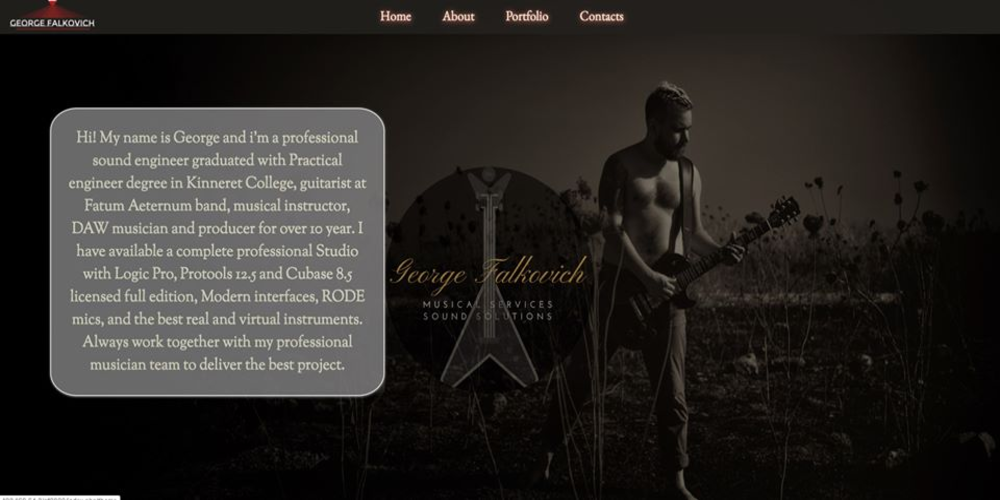 GEORGE FALKOVICH
Home About Portfolio Contacts
Hi! My name is George and i'm a professional
sound engineer graduated with Practical
engineer degree in Kinneret College, guitarist at
Fatum Aeternum band, musical instructor,
DAW musician and producer for over 10 year. I
have available a complete professional Studio
with Logic Pro, Protools 12.5 and Cubase 8.5
licensed full edition, Modern interfaces, RODE
mics, and the best real and virtual instruments.
Always work together with my professional
musician team to deliver the best project.
George Falkovich
MUSICAL SERVICES
SOUND SOLUTIONS